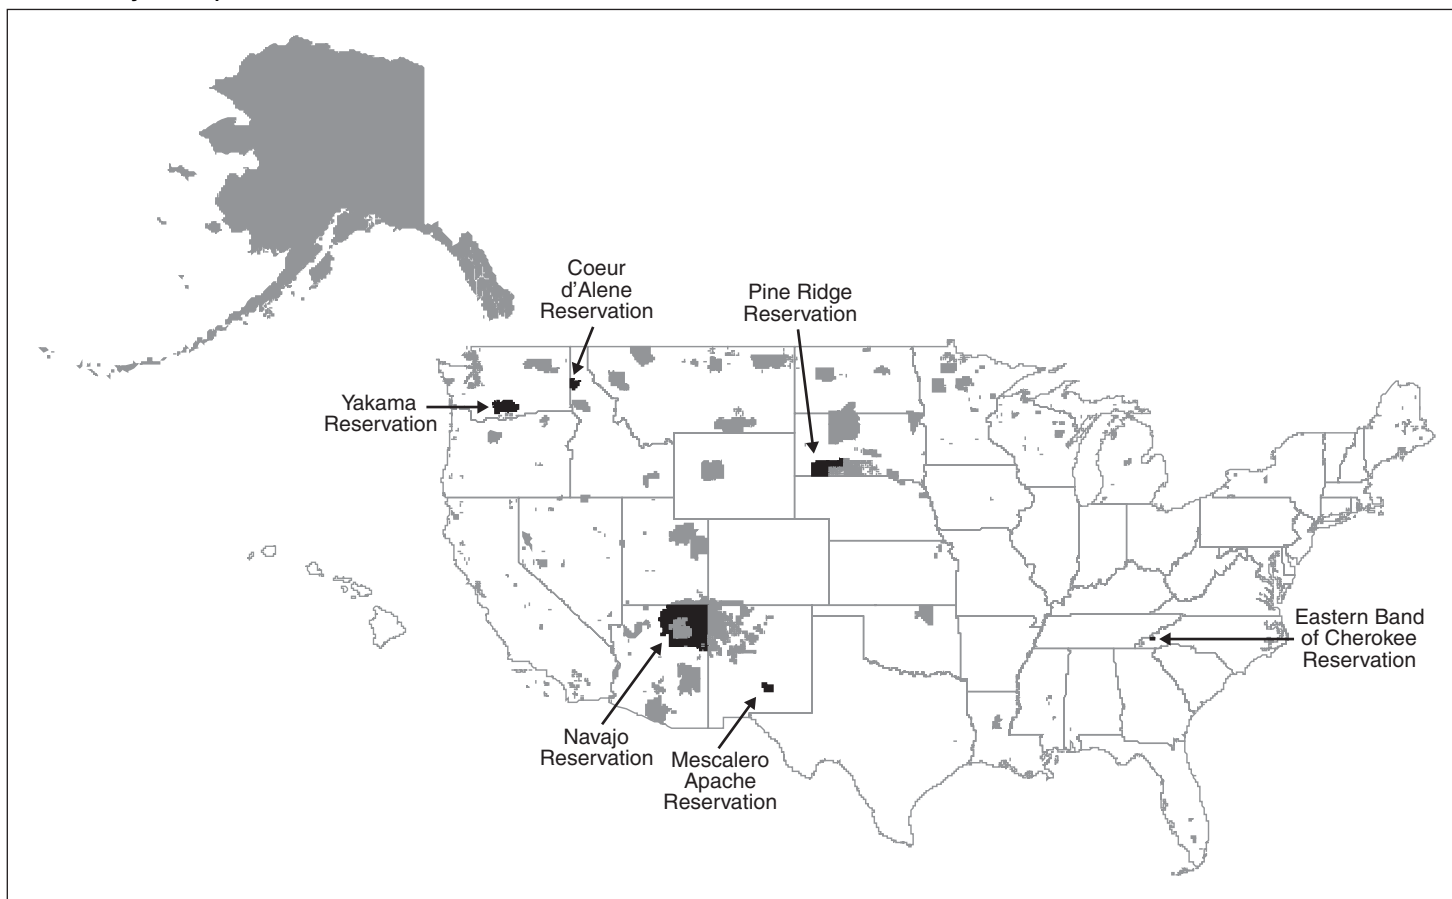 Coeur
d'Alene
Reservation
Pine Ridge
Reservation
Yakama
Reservation
Eastern Band
of Cherokee
Reservation
Navajo
Reservation
Mescalero
Apache
Reservation